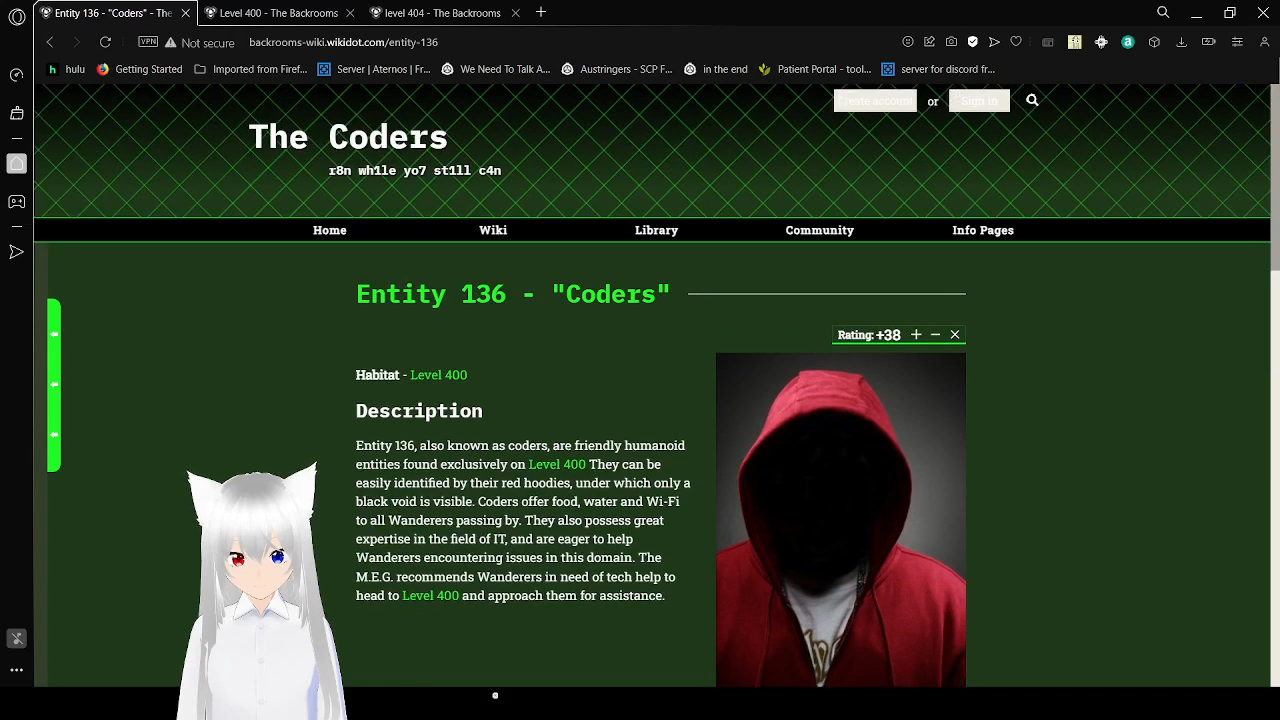 Entity 136 - "Coders" - The
Level 400 - The Backrooms
level 404 - The Backrooms
VPN
Not secure
backrooms-wiki.wikidot.com/entity-136
hulu
Getting Started
Imported from Firef...
Server | Aternos | Fr...
We Need To Talk A...
Austringers - SCP F...
in the end
Patient Portal - tool...
server for discord fr...
Create account or Sign in
The Coders
r8n wh1le yo7 st1ll c4n
Home
Wiki
Library
Community
Info Pages
Entity 136 - "Coders"
Rating: +38
Habitat - Level 400
Description
Entity 136, also known as coders, are friendly humanoid
entities found exclusively on Level 400 They can be
easily identified by their red hoodies, under which only a
black void is visible. Coders offer food, water and Wi-Fi
to all Wanderers passing by. They also possess great
expertise in the field of IT, and are eager to help
Wanderers encountering issues in this domain. The
M.E.G. recommends Wanderers in need of tech help to
head to Level 400 and approach them for assistance.